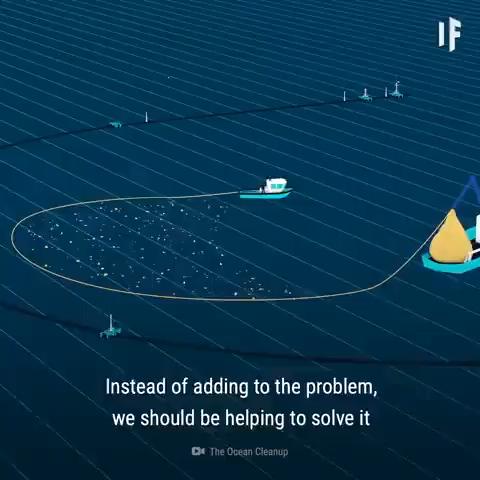 IF
Instead of adding to the problem,
we should be helping to solve it
The Ocean Cleanup